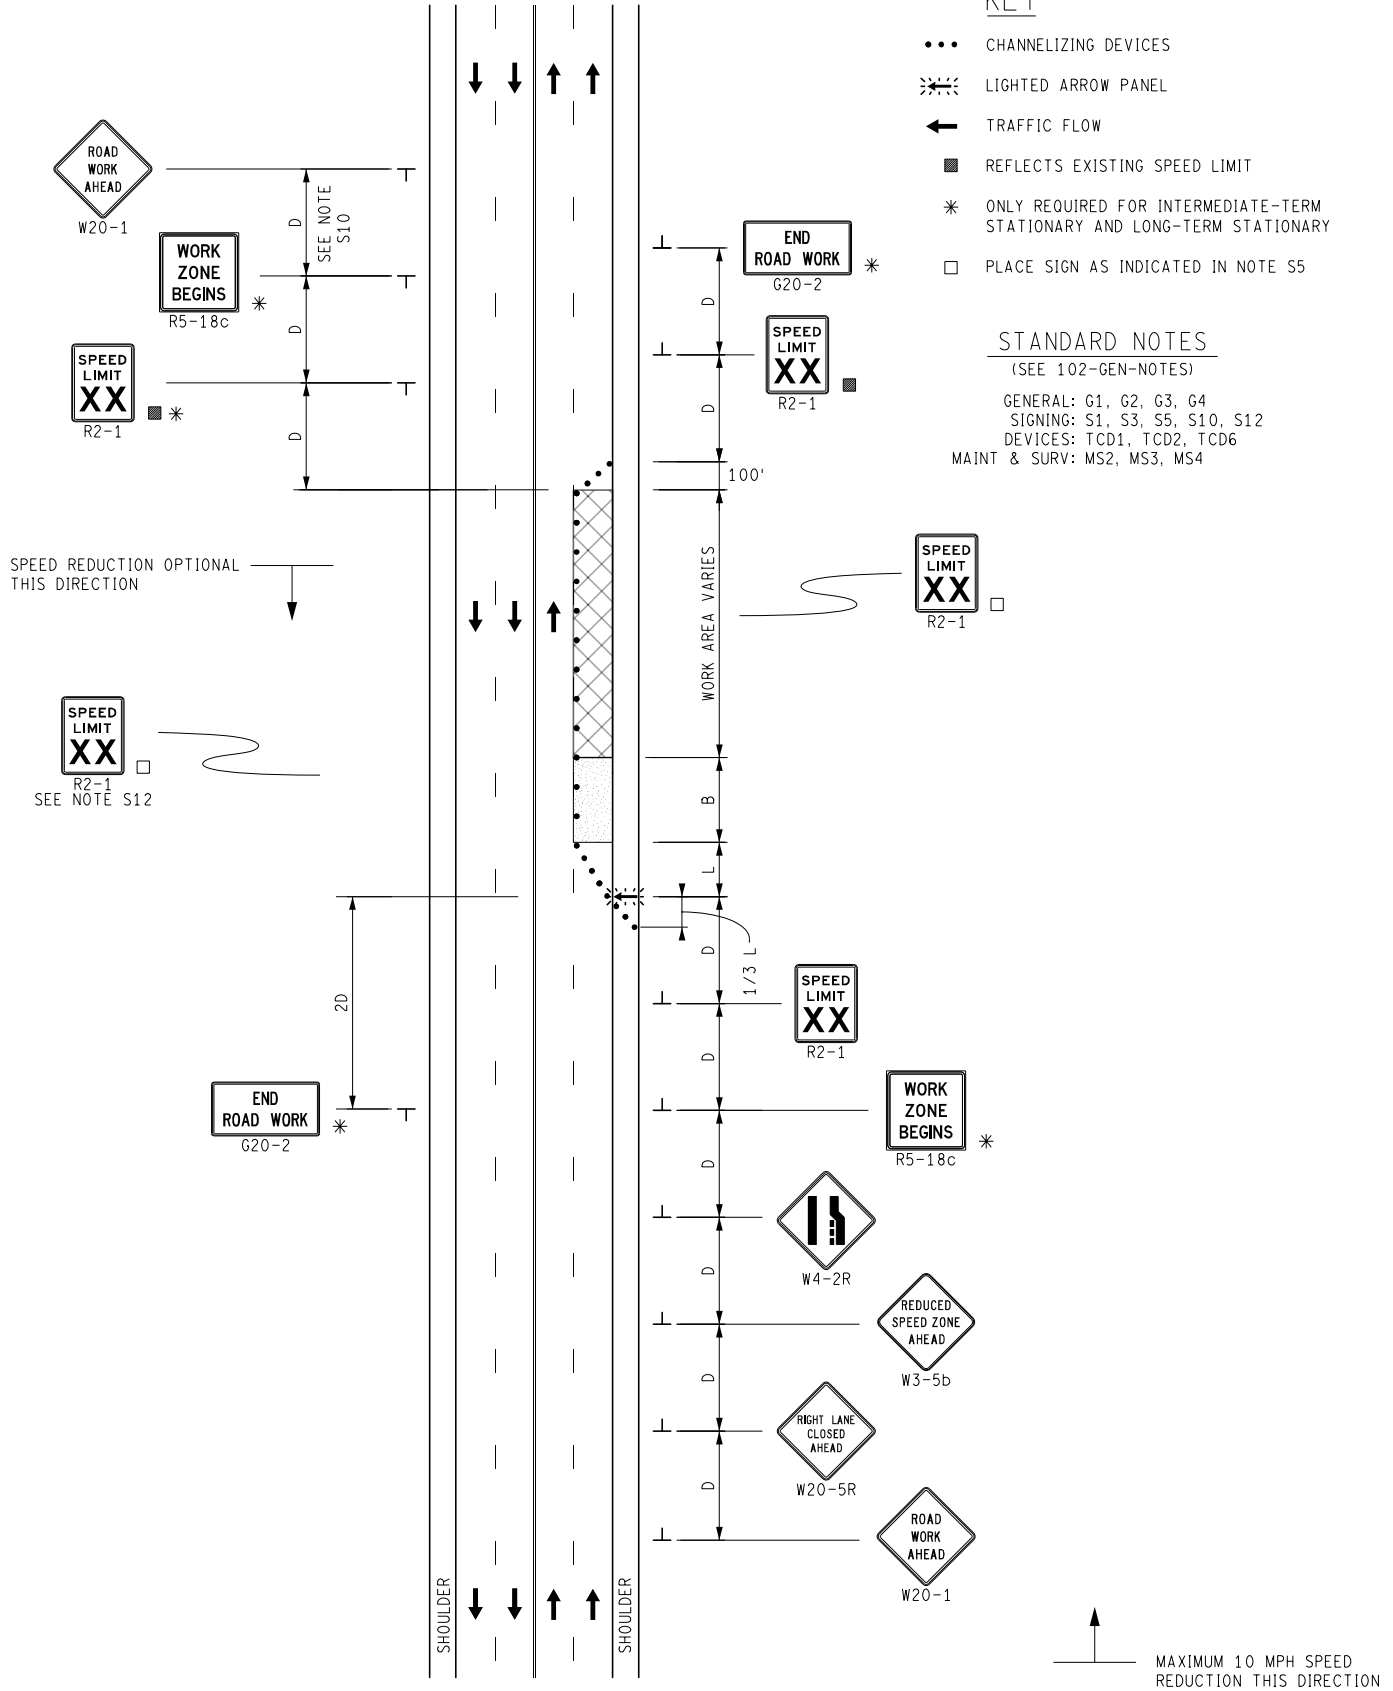 KEY
CHANNELIZING DEVICES
LIGHTED ARROW PANEL
TRAFFIC FLOW
REFLECTS EXISTING SPEED LIMIT
ONLY REQUIRED FOR INTERMEDIATE-TERM
STATIONARY AND LONG-TERM STATIONARY
PLACE SIGN AS INDICATED IN NOTE S5
STANDARD NOTES
(SEE 102-GEN-NOTES)
GENERAL: G1, G2, G3, G4
SIGNING: S1, S3, S5, S10, S12
DEVICES: TCD1, TCD2, TCD6
MAINT & SURV: MS2, MS3, MS4
ROAD
WORK
AHEAD
W20-1
D
SEE NOTE
S10
WORK
ZONE
BEGINS
R5-18c
D
SPEED
LIMIT
XX
R2-1
D
SPEED REDUCTION OPTIONAL
THIS DIRECTION
SPEED
LIMIT
XX
R2-1
SEE NOTE S12
2D
END
ROAD WORK
G20-2
END
ROAD WORK
G20-2
D
SPEED
LIMIT
XX
R2-1
D
100'
WORK AREA VARIES
SPEED
LIMIT
XX
R2-1
B
L
D
1/3 L
SPEED
LIMIT
XX
R2-1
D
WORK
ZONE
BEGINS
R5-18c
D
W4-2R
D
REDUCED
SPEED ZONE
AHEAD
W3-5b
D
RIGHT LANE
CLOSED
AHEAD
W20-5R
D
ROAD
WORK
AHEAD
W20-1
SHOULDER
SHOULDER
MAXIMUM 10 MPH SPEED
REDUCTION THIS DIRECTION